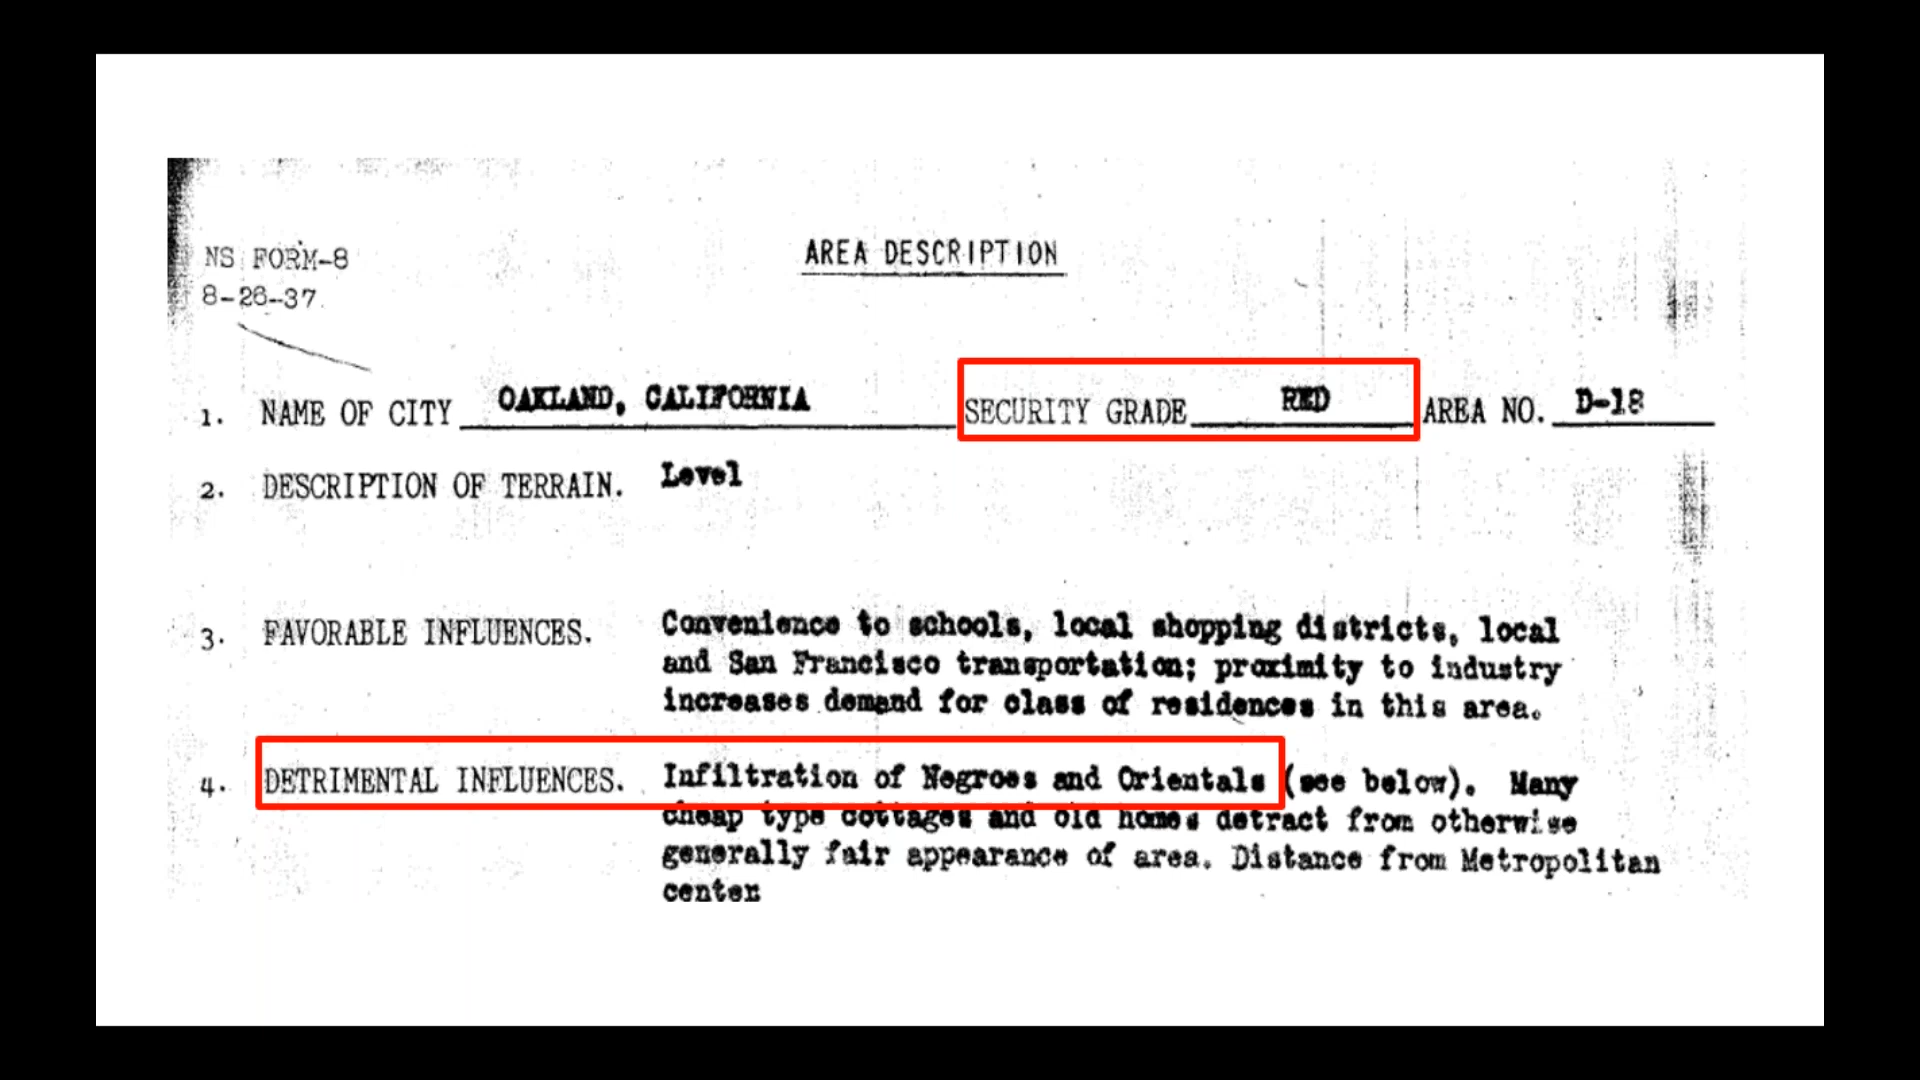 NS FORM-8
8-26-37
AREA DESCRIPTION
1. NAME OF CITY OAKLAND, CALIFORNIA SECURITY GRADE RED AREA NO. D-18
2. DESCRIPTION OF TERRAIN. Level
3. FAVORABLE INFLUENCES. Convenience to schools, local shopping districts, local
and San Francisco transportation; proximity to industry
increases demand for class of residences in this area.
4. DETRIMENTAL INFLUENCES. Infiltration of Negroes and Orientals (see below). Many
cheap type cottages and old homes detract from otherwise
generally fair appearance of area. Distance from Metropolitan
center